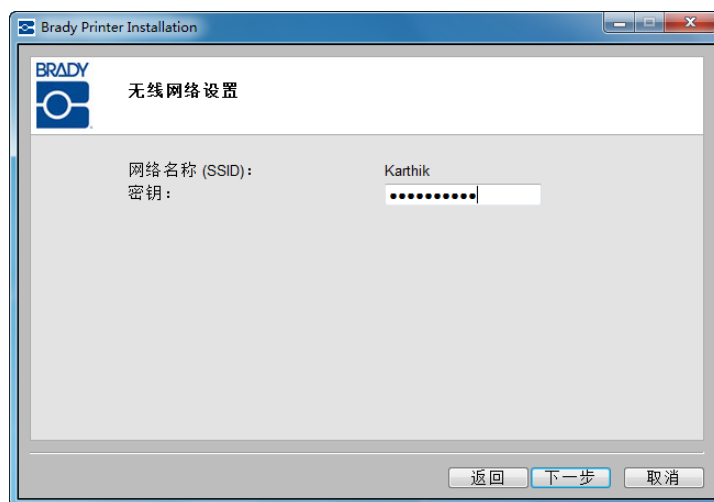 Brady Printer Installation
BRADY
无线网络设置
网络名称 (SSID)： Karthik
密钥： ●●●●●●●●●●
返回 下一步 取消